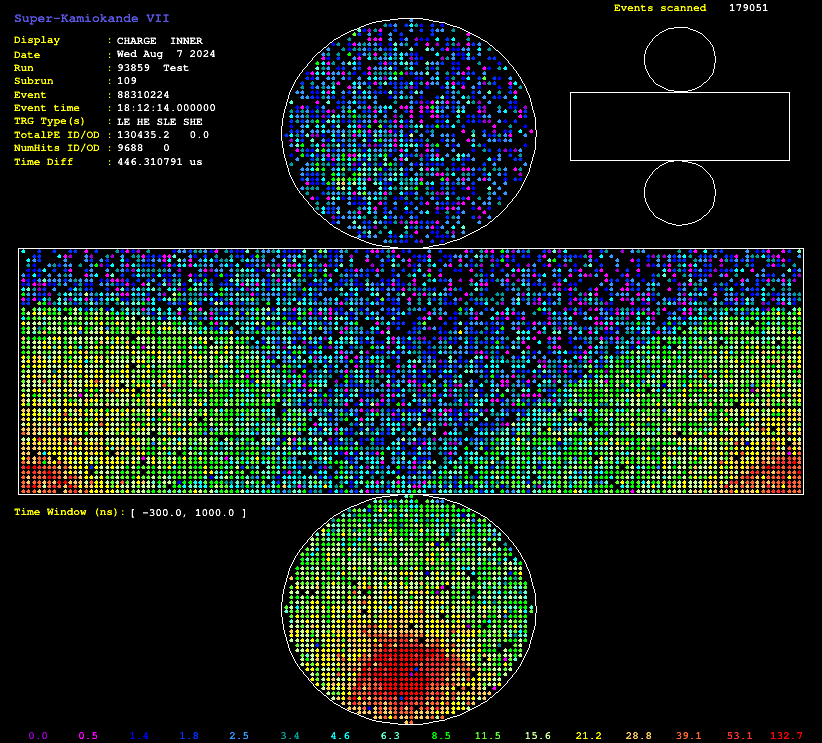 Super-Kamiokande VII
Events scanned 179051
Display : CHARGE INNER
Date : Wed Aug 7 2024
Run : 93859 Test
Subrun : 109
Event : 88310224
Event time : 18:12:14.000000
TRG Type(s) : LE HE SLE SHE
TotalPE ID/OD : 130435.2 0.0
NumHits ID/OD : 9688 0
Time Diff : 446.310791 us
Time Window (ns): [ -300.0, 1000.0 ]
0.0 0.5 1.4 1.8 2.5 3.4 4.6 6.3 8.5 11.5 15.6 21.2 28.8 39.1 53.1 132.7